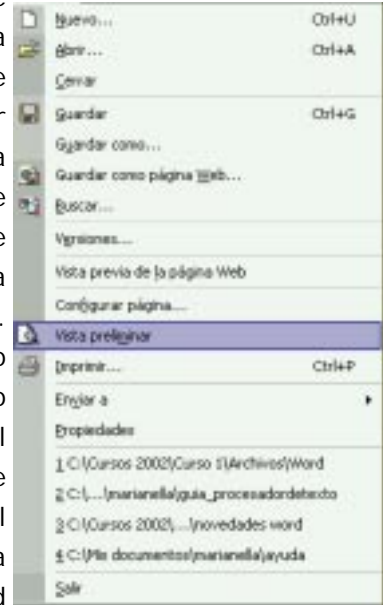 Nuevo... Ctrl+U
Abrir... Ctrl+A
Cerrar
Guardar Ctrl+G
Guardar como...
Guardar como página Web...
Buscar...
Versiones...
Vista previa de la página Web
Configurar página...
Vista preliminar
Imprimir... Ctrl+P
Enviar a
Propiedades
1 C:\Cursos 2002\Curso 1\Archivos\Word
2 C:\...\marianella\guia_procesadordetexto
3 C:\Cursos 2002\...\novedades word
4 C:\Mis documentos\marianella\ayuda
Salir